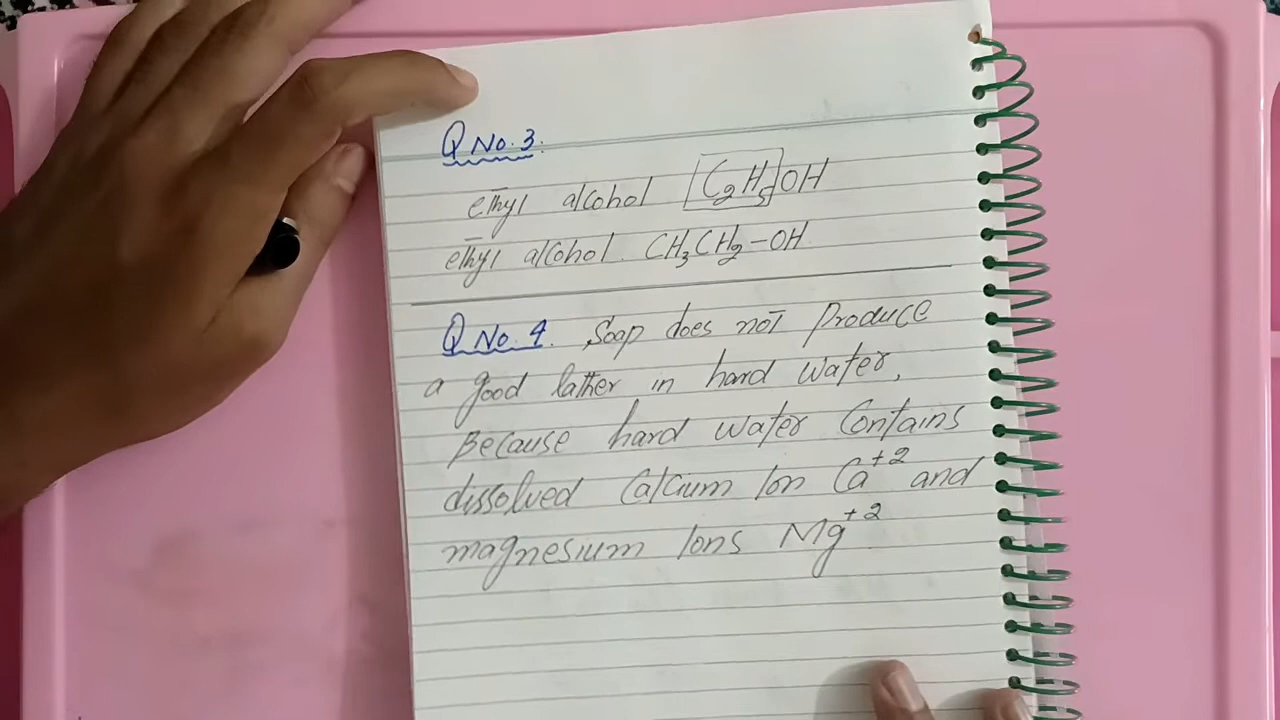 Q No. 3:
ethyl alcohol C2H5OH
ethyl alcohol. CH3CH2-OH.
Q No. 4. Soap does not produce
a good lather in hard water,
Because hard water Contains
dissolved Calcium Ion Ca+2 and
magnesium Ions Mg+2